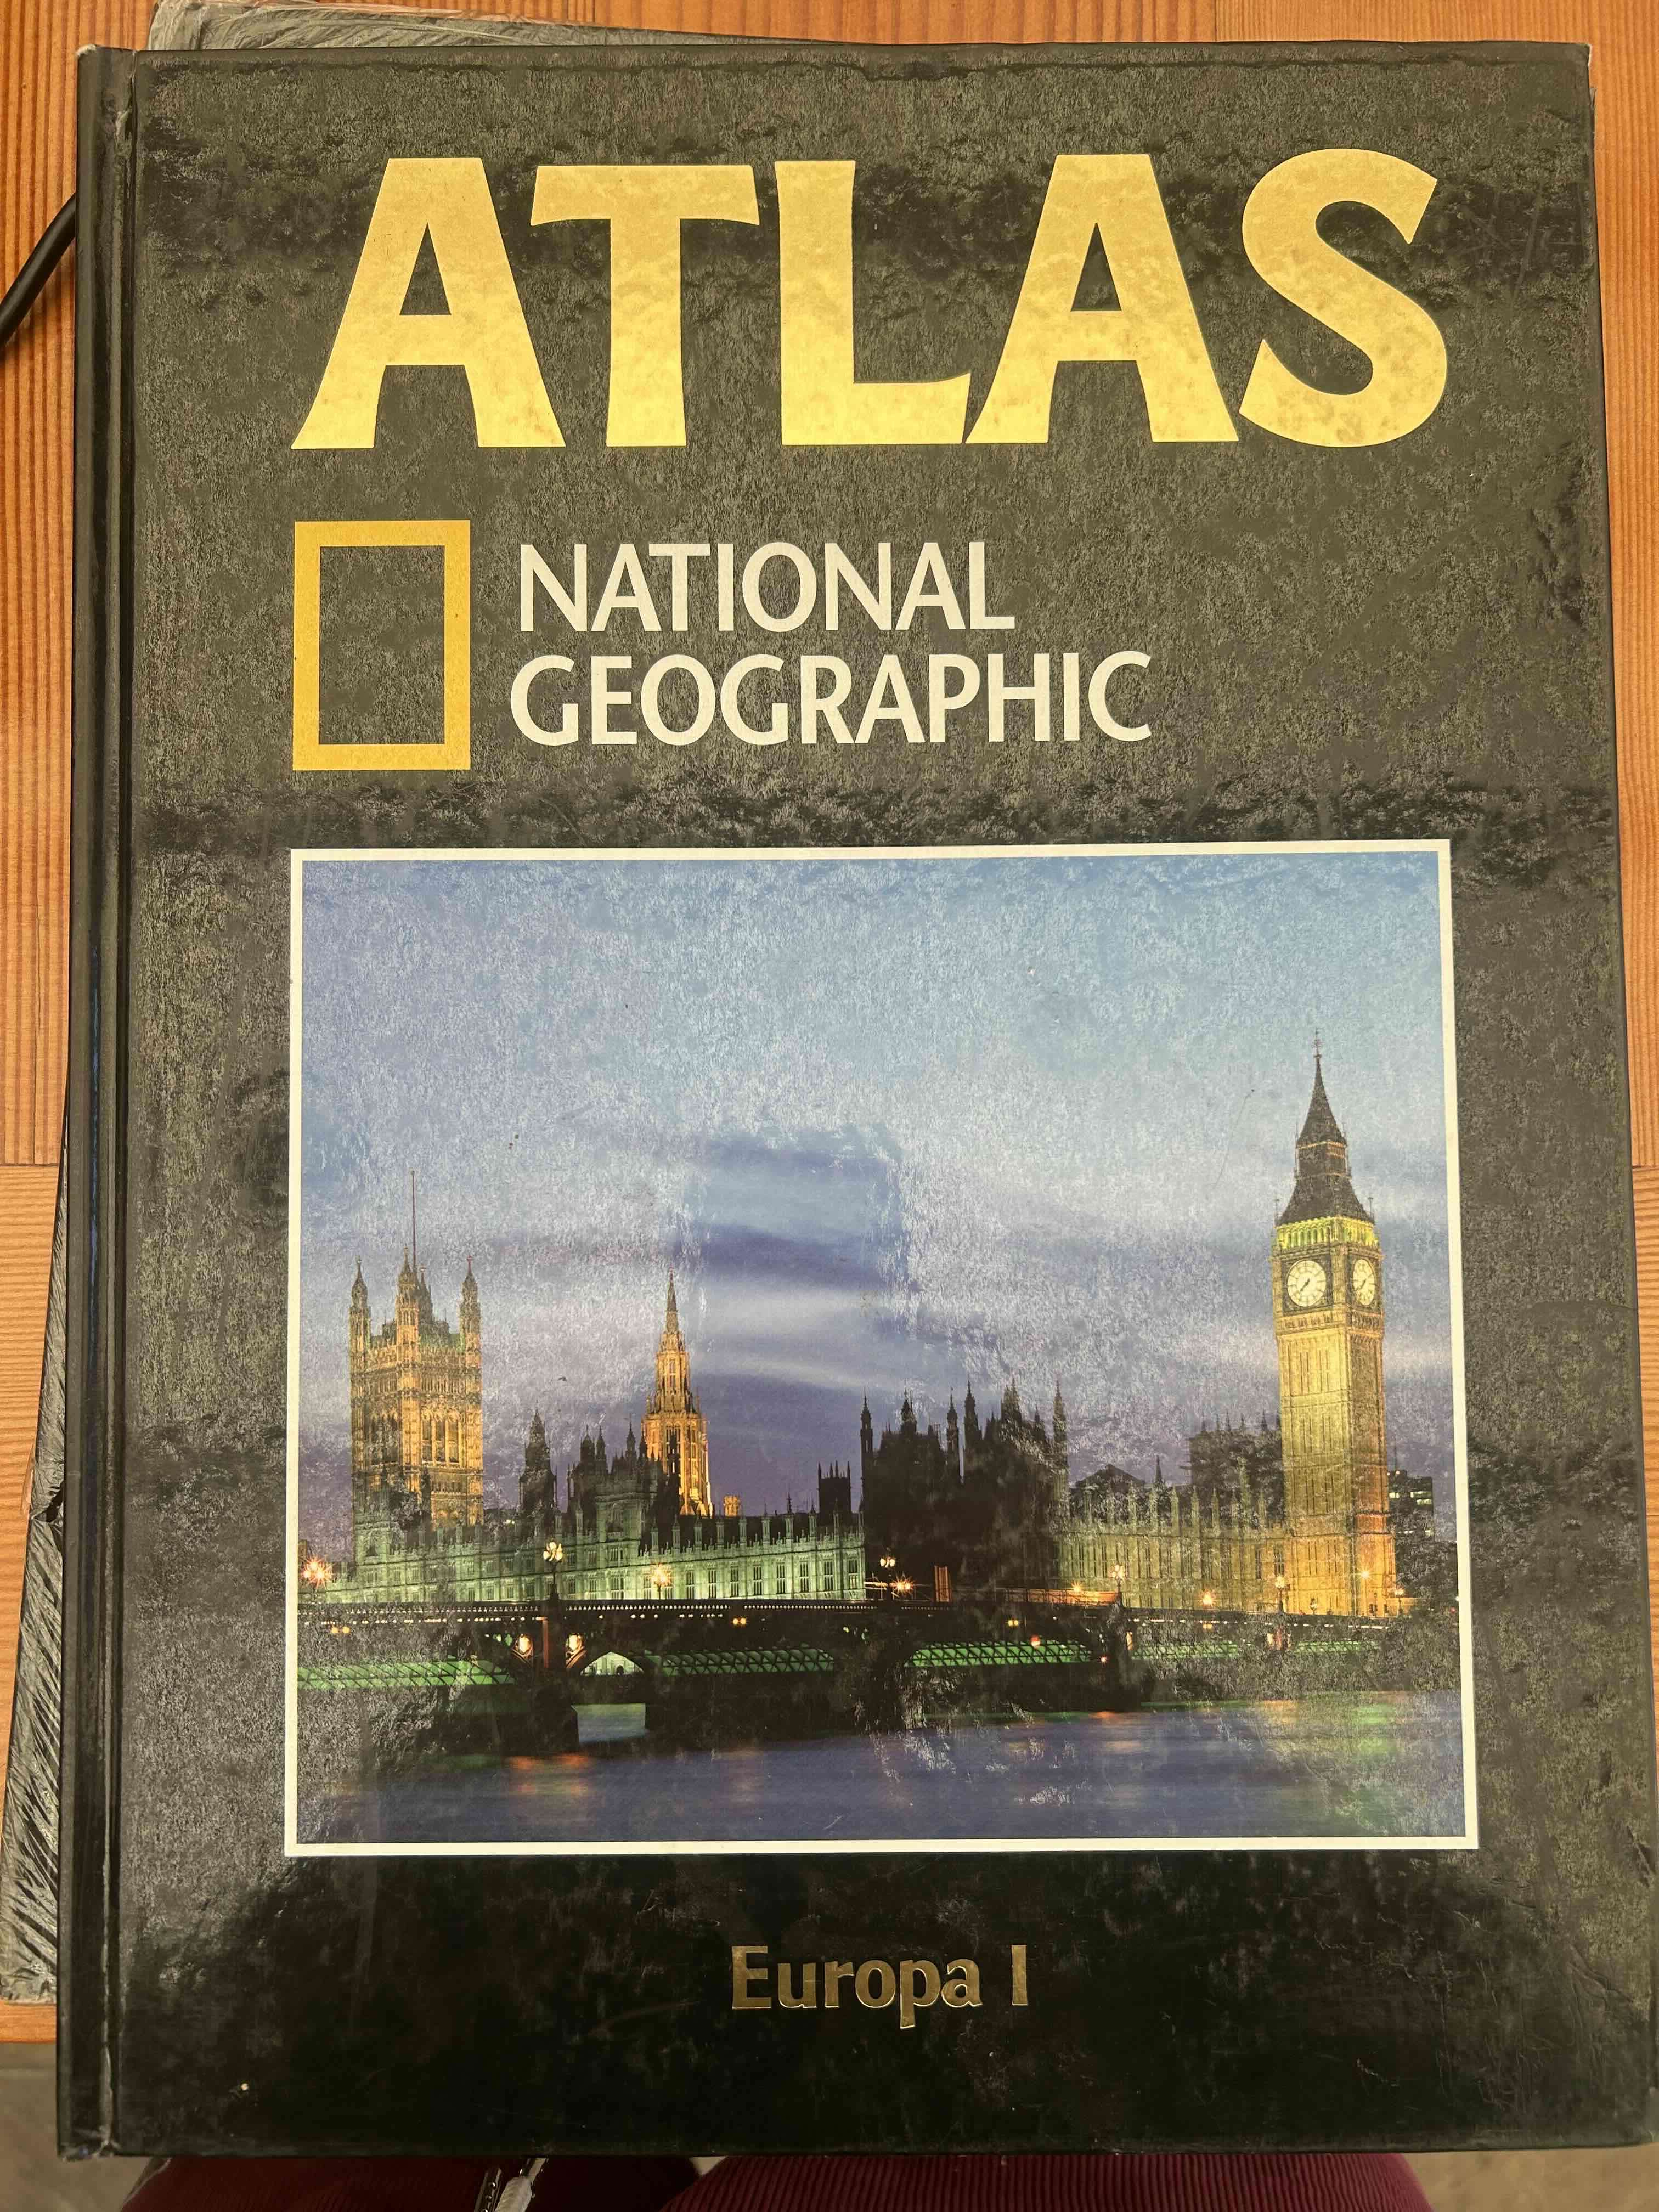 ATLAS
NATIONAL
GEOGRAPHIC
Europa I